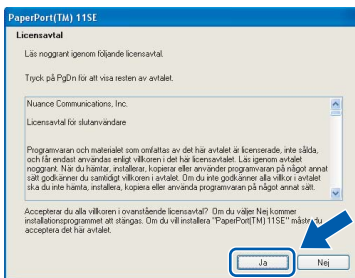 PaperPort(TM) 11SE
Licensavtal
Läs noggrant igenom följande licensavtal.
Tryck på PgDn för att visa resten av avtalet.
Nuance Communications, Inc.
Licensavtal för slutanvändare
Programvaran och materialet som omfattas av det här avtalet är licenserade, inte sålda,
och får endast användas enligt villkoren i det här licensavtalet. Läs igenom avtalet
noggrant. När du hämtar, installerar, kopierar eller använder programvaran på något annat
sätt godkänner du samtidigt villkoren i avtalet. Om du inte godkänner alla villkor i avtalet
ska du inte hämta, installera, kopiera eller använda programvaran på något annat sätt.
Accepterar du alla villkoren i ovanstående licensavtal? Om du väljer Nej kommer
installationsprogrammet att stängas. Om du vill installera "PaperPort(TM) 11SE" måste du
acceptera det här avtalet.
Ja
Nej